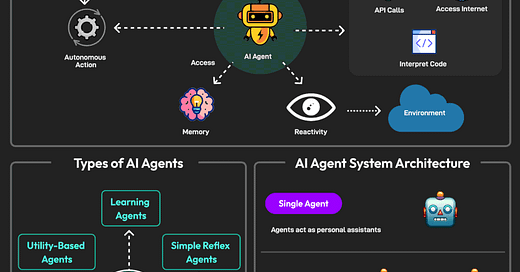 API Calls
Access Internet
Autonomous
Action
Access
AI Agent
Interpret Code
Memory
Reactivity
Environment
Types of AI Agents
Learning
Agents
Utility-Based
Agents
Simple Reflex
Agents
AI Agent System Architecture
Single Agent
Agents act as personal assistants